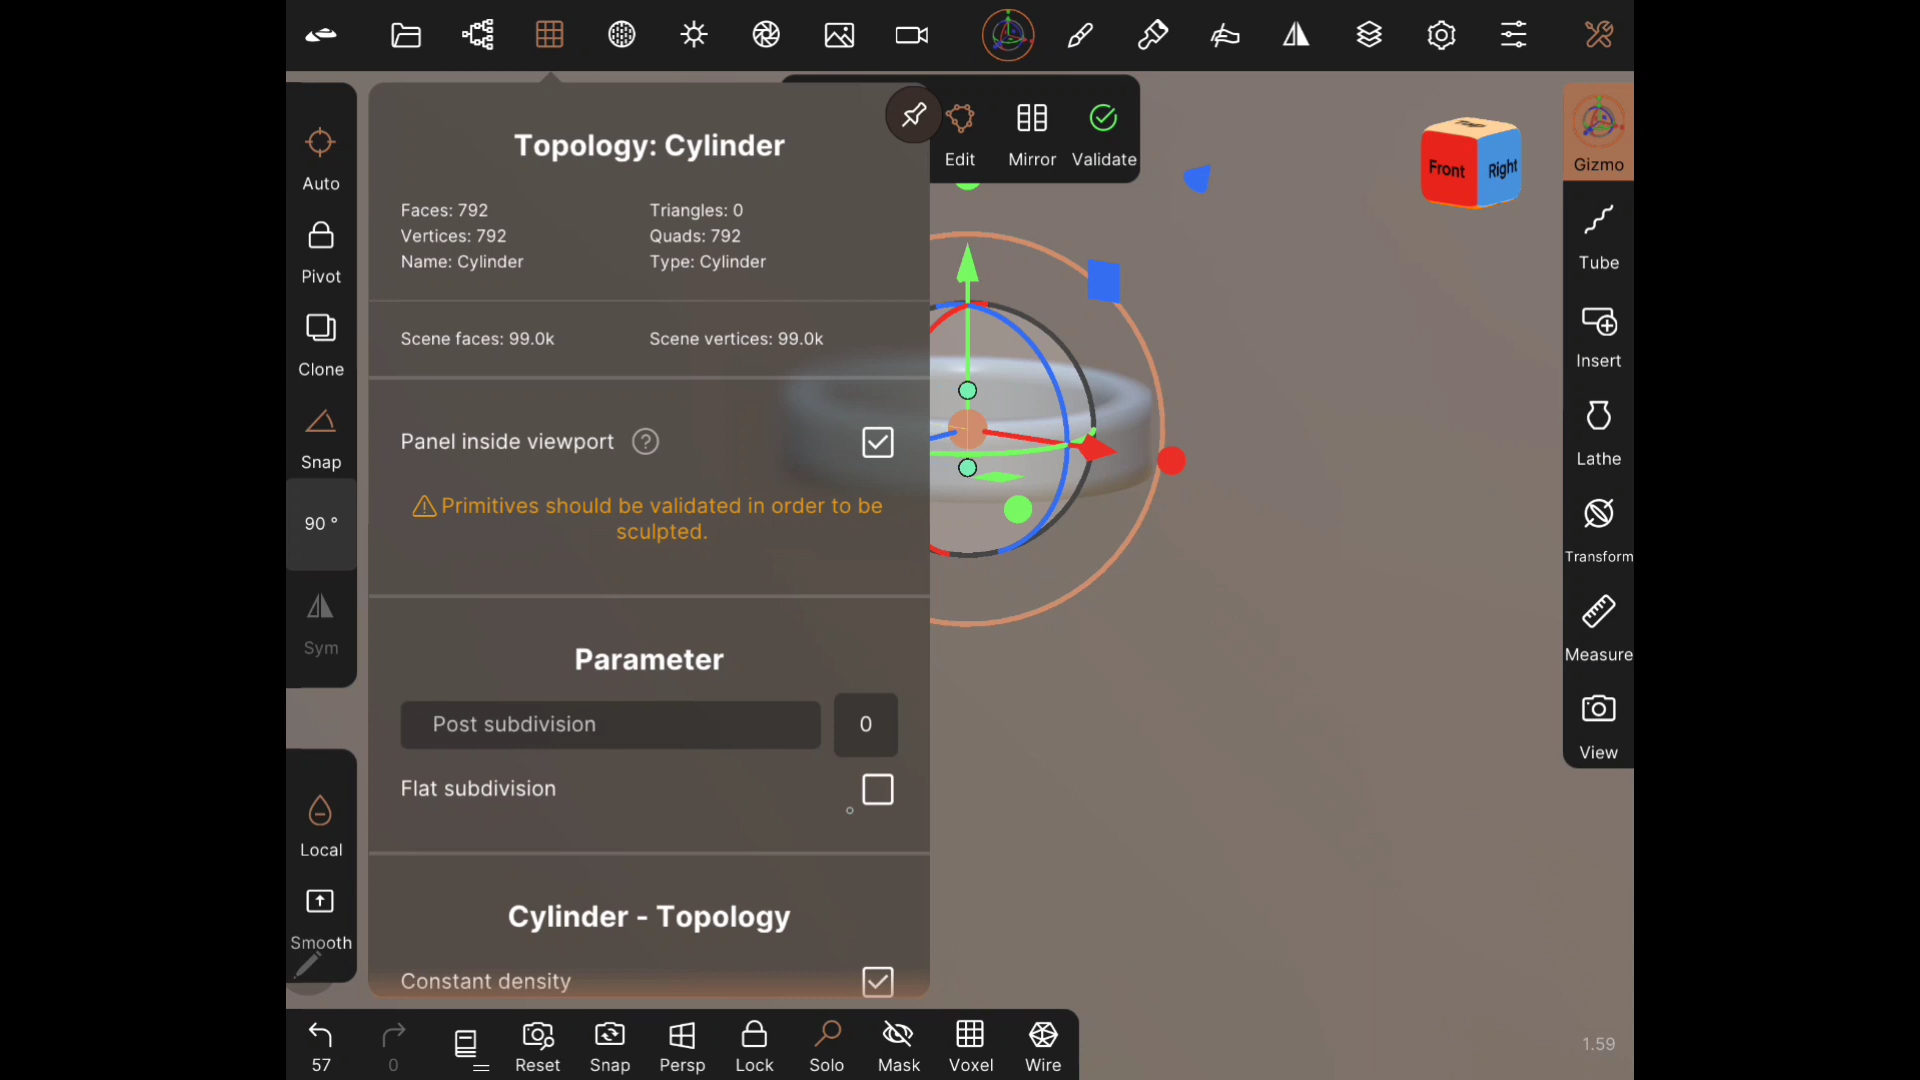 Edit
Mirror
Validate
Topology: Cylinder
Faces: 792
Triangles: 0
Vertices: 792
Quads: 792
Name: Cylinder
Type: Cylinder
Scene faces: 99.0k
Scene vertices: 99.0k
Panel inside viewport ?
Primitives should be validated in order to be
sculpted.
Parameter
Post subdivision
0
Flat subdivision
Cylinder - Topology
Constant density
Auto
Pivot
Clone
Snap
90 °
Sym
Local
Smooth
Top
Front
Right
Gizmo
Tube
Insert
Lathe
Transform
Measure
View
57
0
Reset
Snap
Persp
Lock
Solo
Mask
Voxel
Wire
1.59